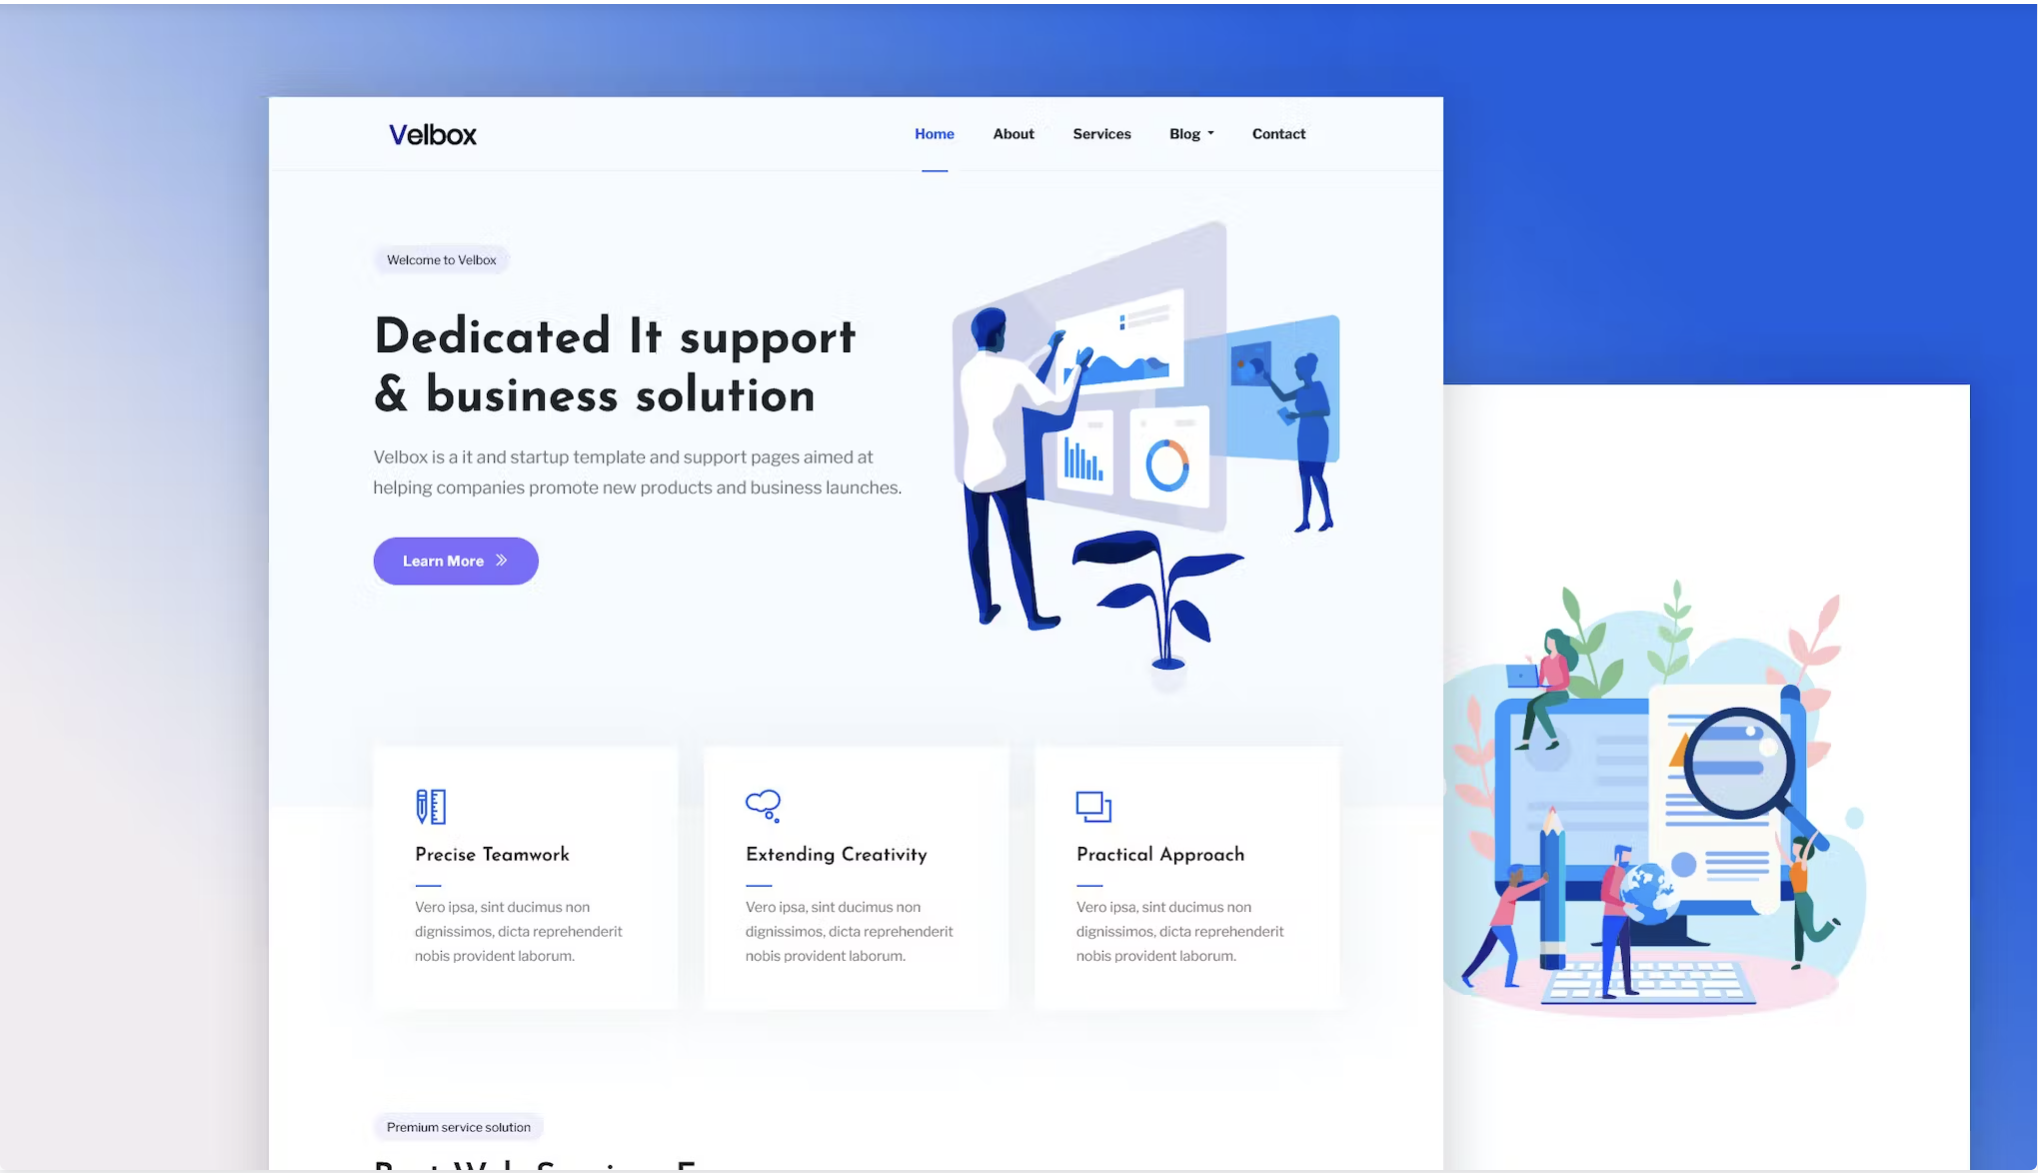 Velbox
Home About Services Blog Contact
Welcome to Velbox
Dedicated It support
& business solution
Velbox is a it and startup template and support pages aimed at
helping companies promote new products and business launches.
Learn More
Precise Teamwork
Vero ipsa, sint ducimus non
dignissimos, dicta reprehenderit
nobis provident laborum.
Extending Creativity
Vero ipsa, sint ducimus non
dignissimos, dicta reprehenderit
nobis provident laborum.
Practical Approach
Vero ipsa, sint ducimus non
dignissimos, dicta reprehenderit
nobis provident laborum.
Premium service solution